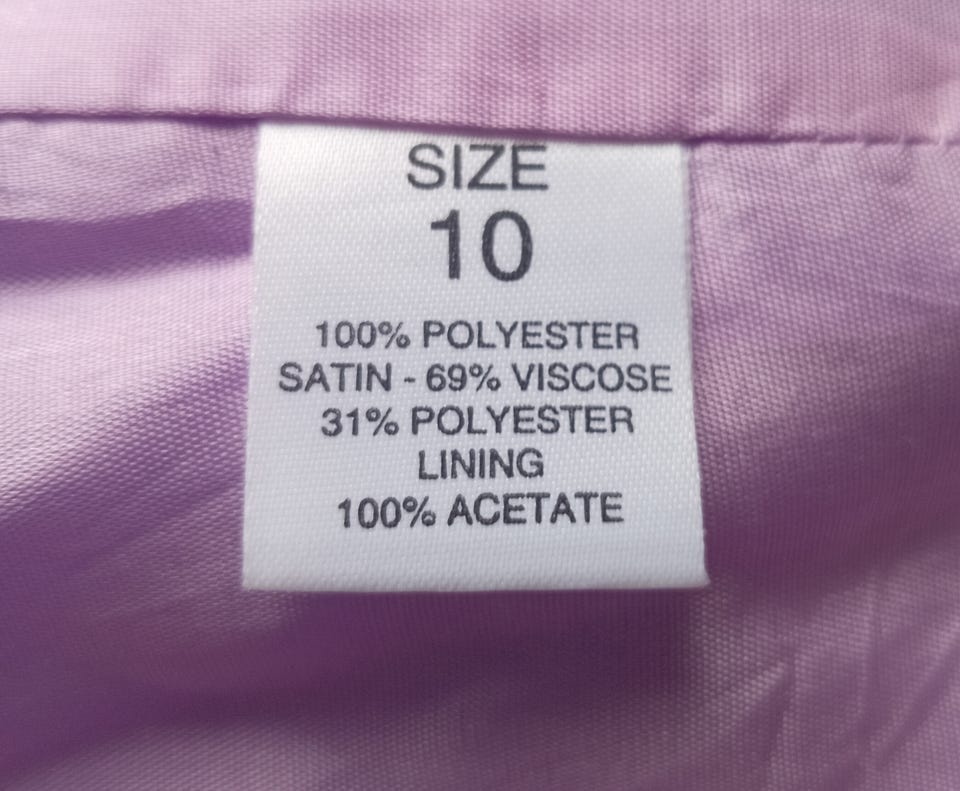 SIZE
10
100% POLYESTER
SATIN - 69% VISCOSE
31% POLYESTER
LINING
100% ACETATE